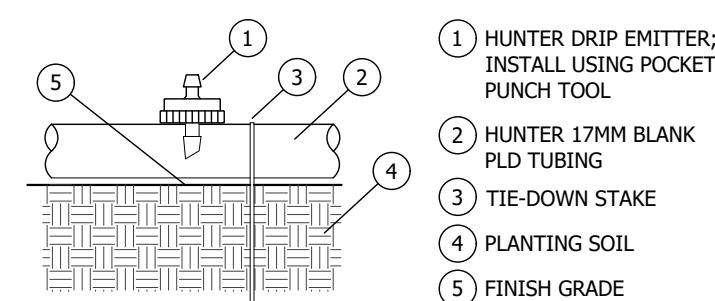 1
3
2
5
4
1 HUNTER DRIP EMITTER;
INSTALL USING POCKET
PUNCH TOOL
2 HUNTER 17MM BLANK
PLD TUBING
3 TIE-DOWN STAKE
4 PLANTING SOIL
5 FINISH GRADE